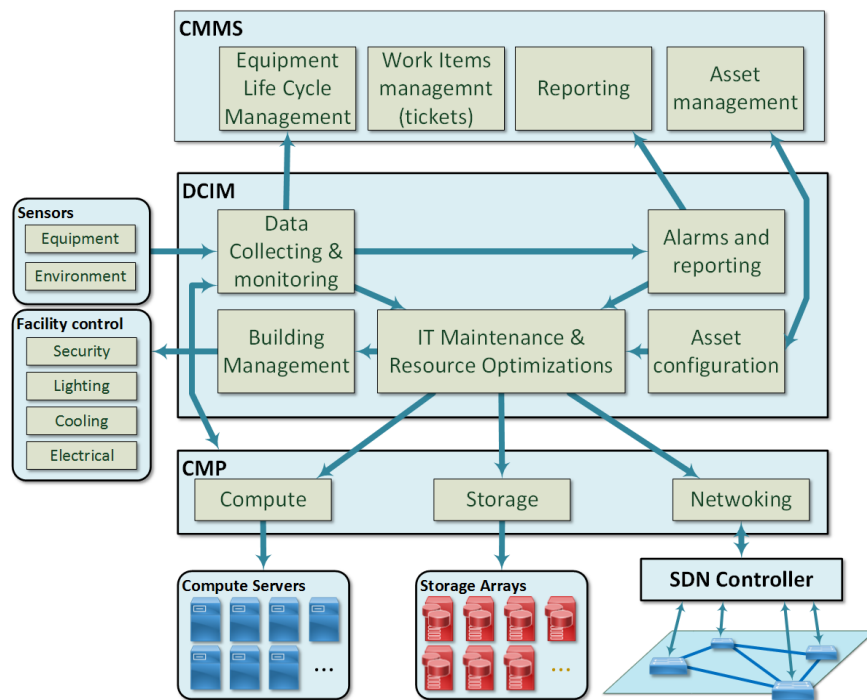 CMMS
Equipment
Life Cycle
Management
Work Items
managemnt
(tickets)
Reporting
Asset
management
DCIM
Sensors
Equipment
Environment
Data
Collecting &
monitoring
Alarms and
reporting
Facility control
Security
Lighting
Cooling
Electrical
Building
Management
IT Maintenance &
Resource Optimizations
Asset
configuration
CMP
Compute
Storage
Netwoking
Compute Servers
...
Storage Arrays
...
SDN Controller